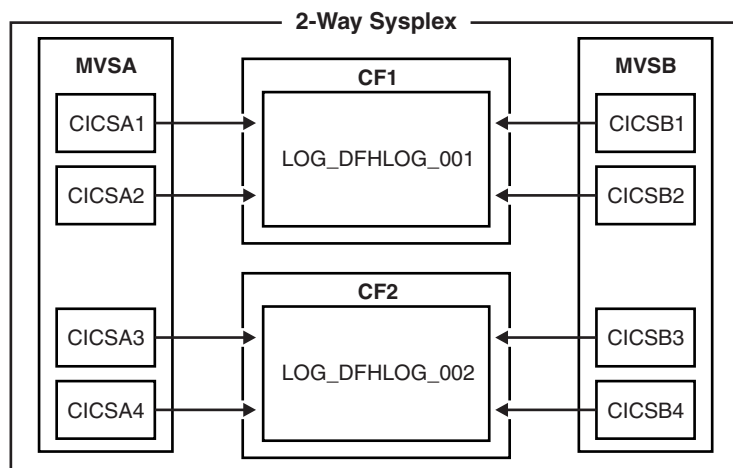 2-Way Sysplex
MVSA
CF1
MVSB
CICSA1
LOG_DFHLOG_001
CICSB1
CICSA2
CICSB2
CF2
CICSA3
LOG_DFHLOG_002
CICSB3
CICSA4
CICSB4